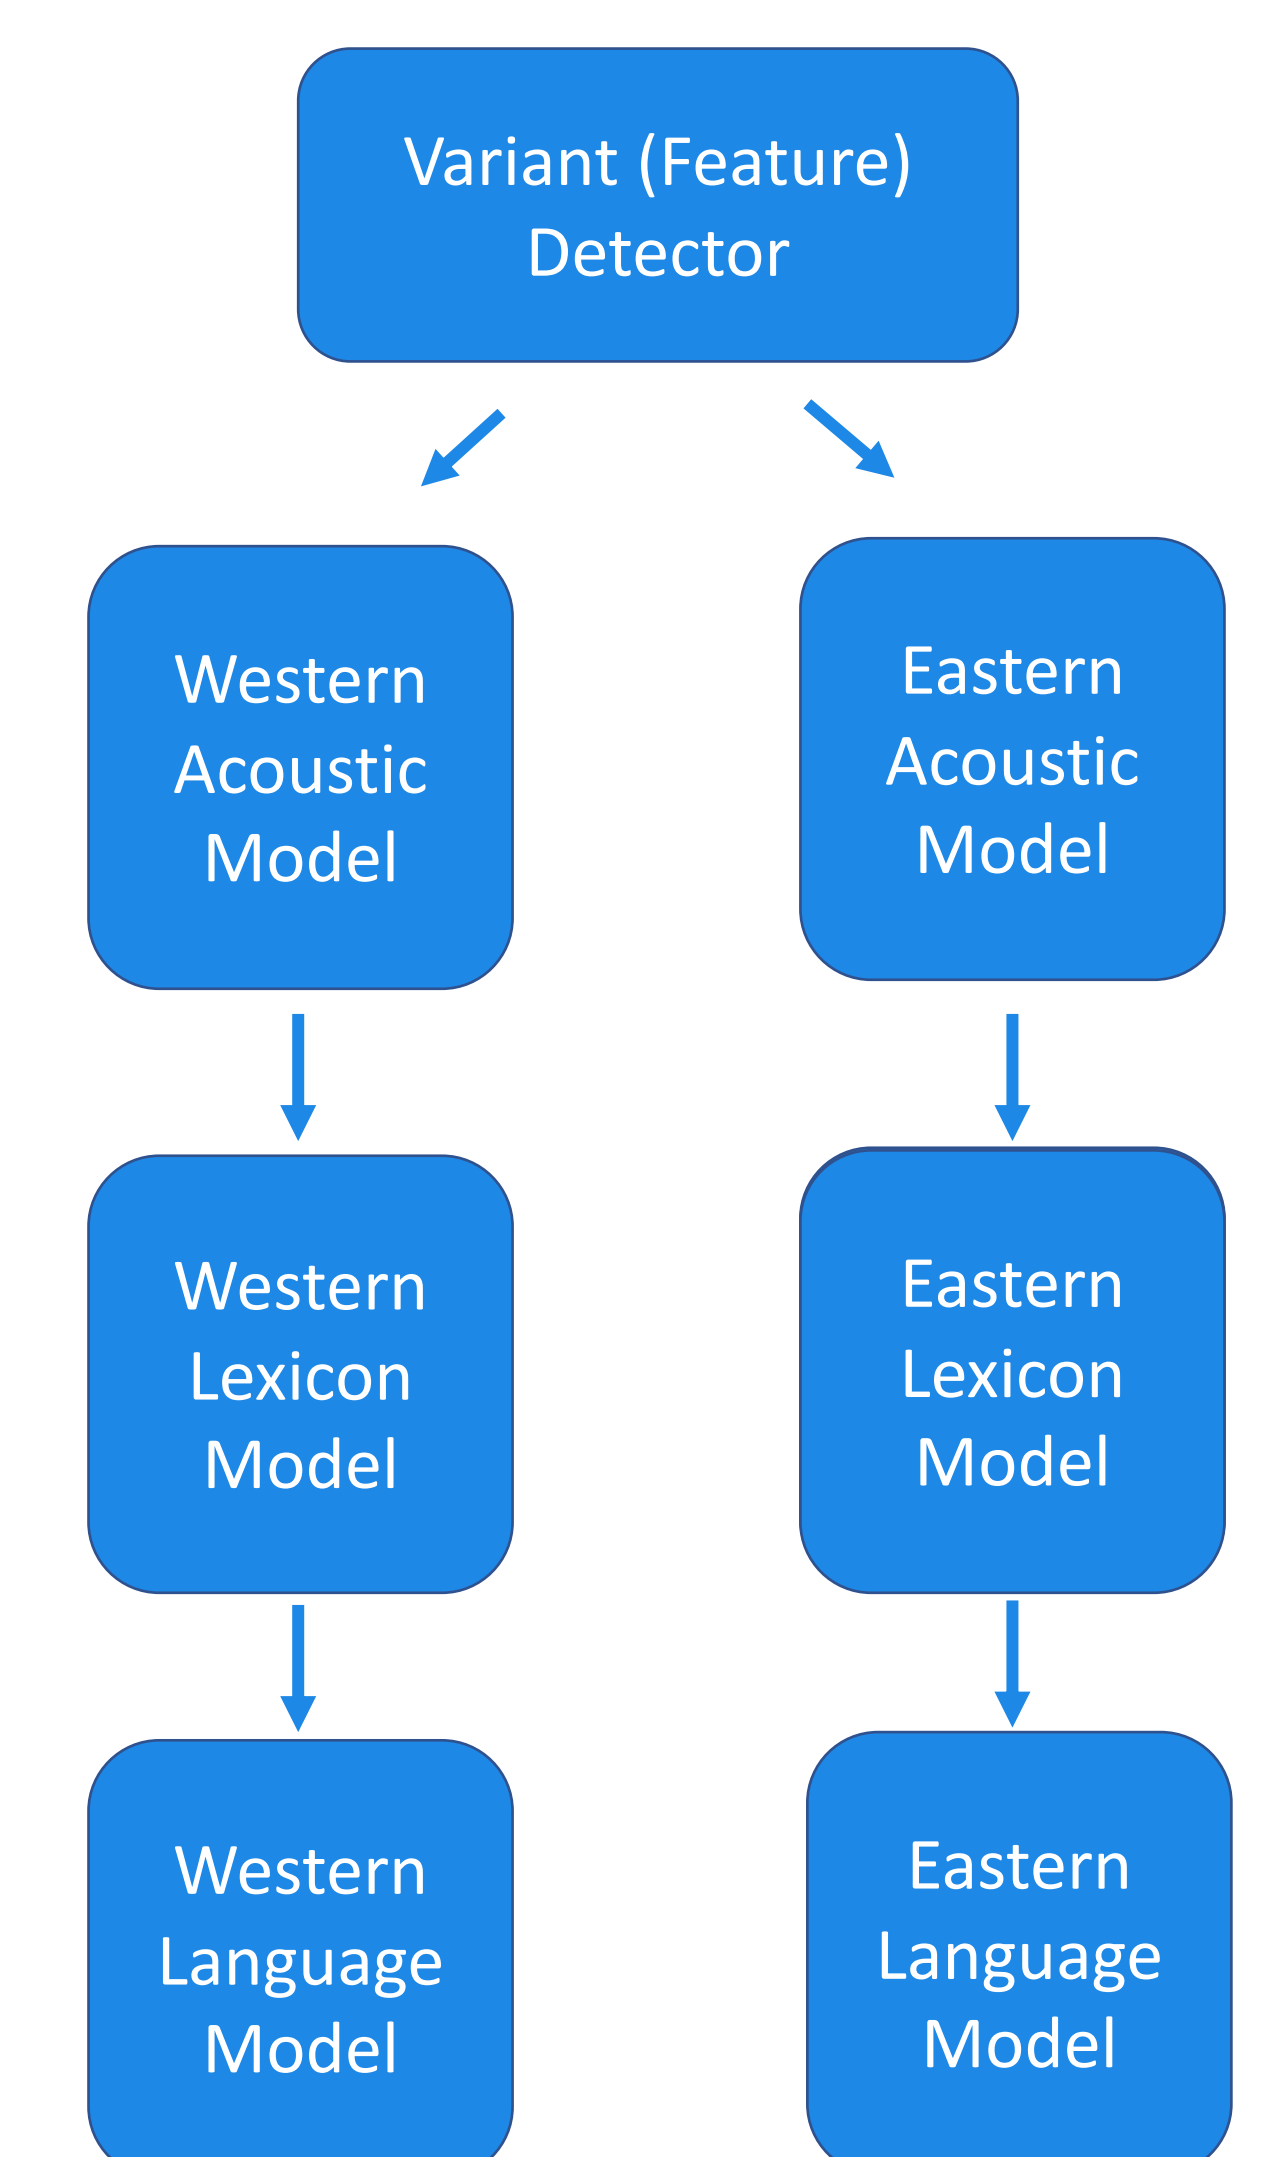 Variant (Feature)
Detector
Western
Acoustic
Model
Eastern
Acoustic
Model
Western
Lexicon
Model
Eastern
Lexicon
Model
Western
Language
Model
Eastern
Language
Model